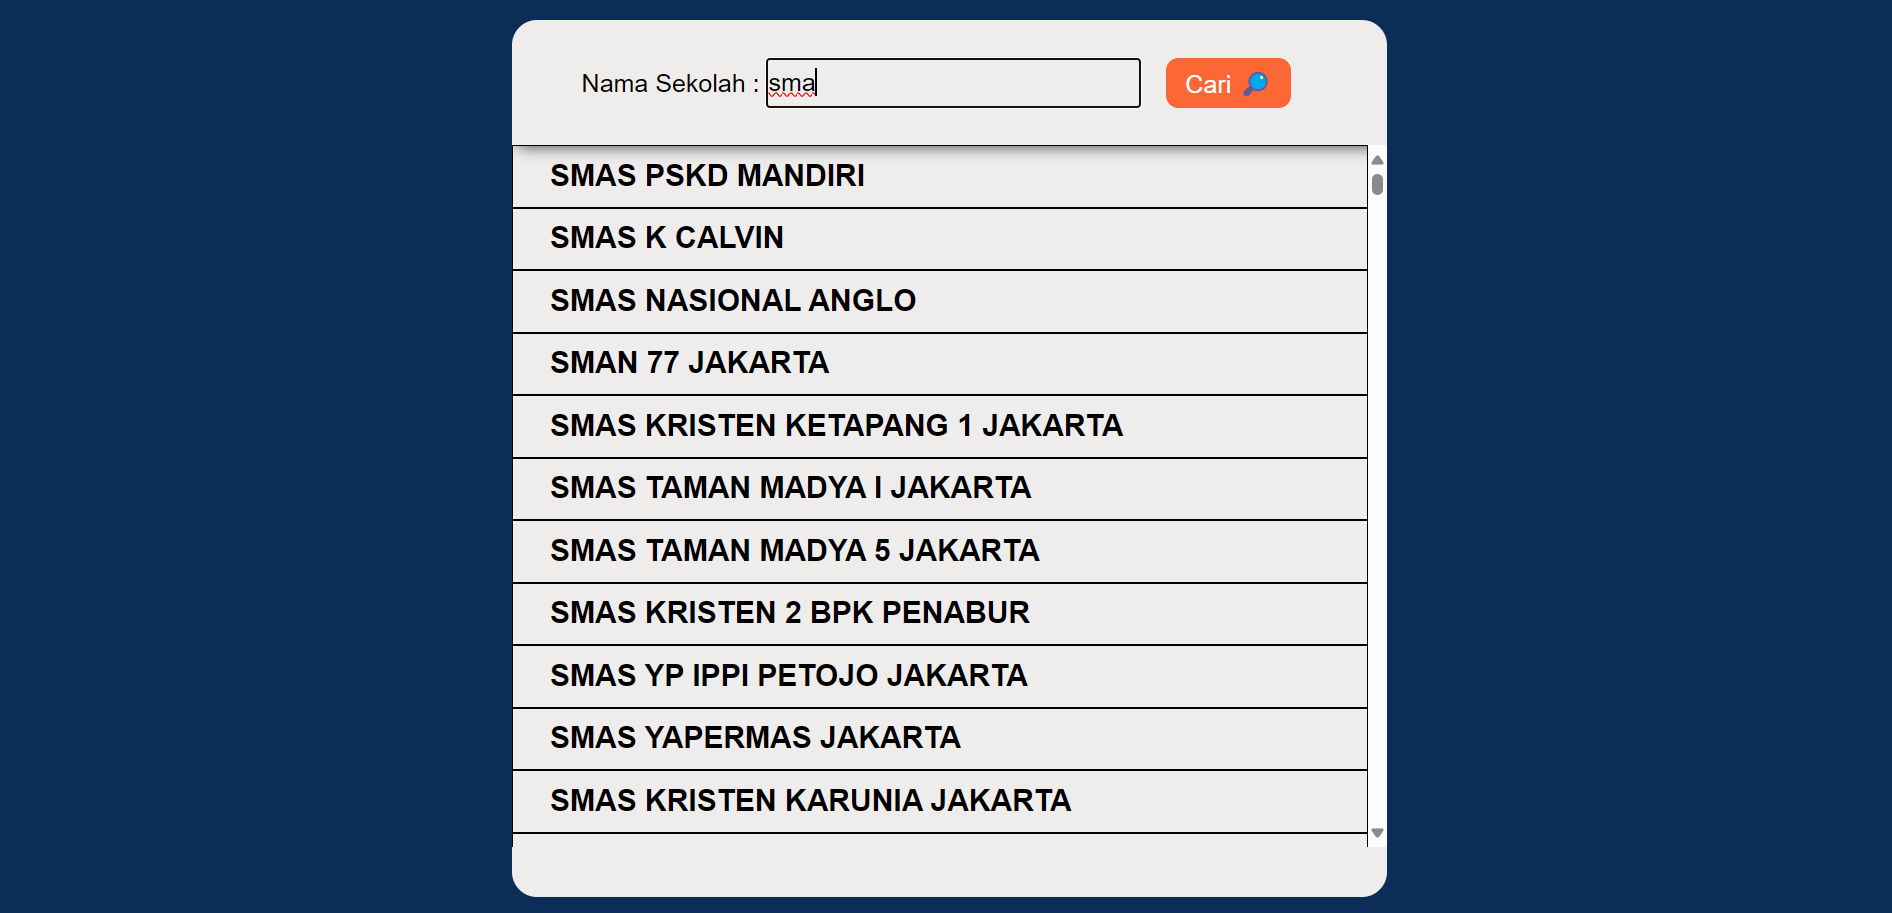 Nama Sekolah : sma
Cari 🔎
SMAS PSKD MANDIRI
SMAS K CALVIN
SMAS NASIONAL ANGLO
SMAN 77 JAKARTA
SMAS KRISTEN KETAPANG 1 JAKARTA
SMAS TAMAN MADYA I JAKARTA
SMAS TAMAN MADYA 5 JAKARTA
SMAS KRISTEN 2 BPK PENABUR
SMAS YP IPPI PETOJO JAKARTA
SMAS YAPERMAS JAKARTA
SMAS KRISTEN KARUNIA JAKARTA